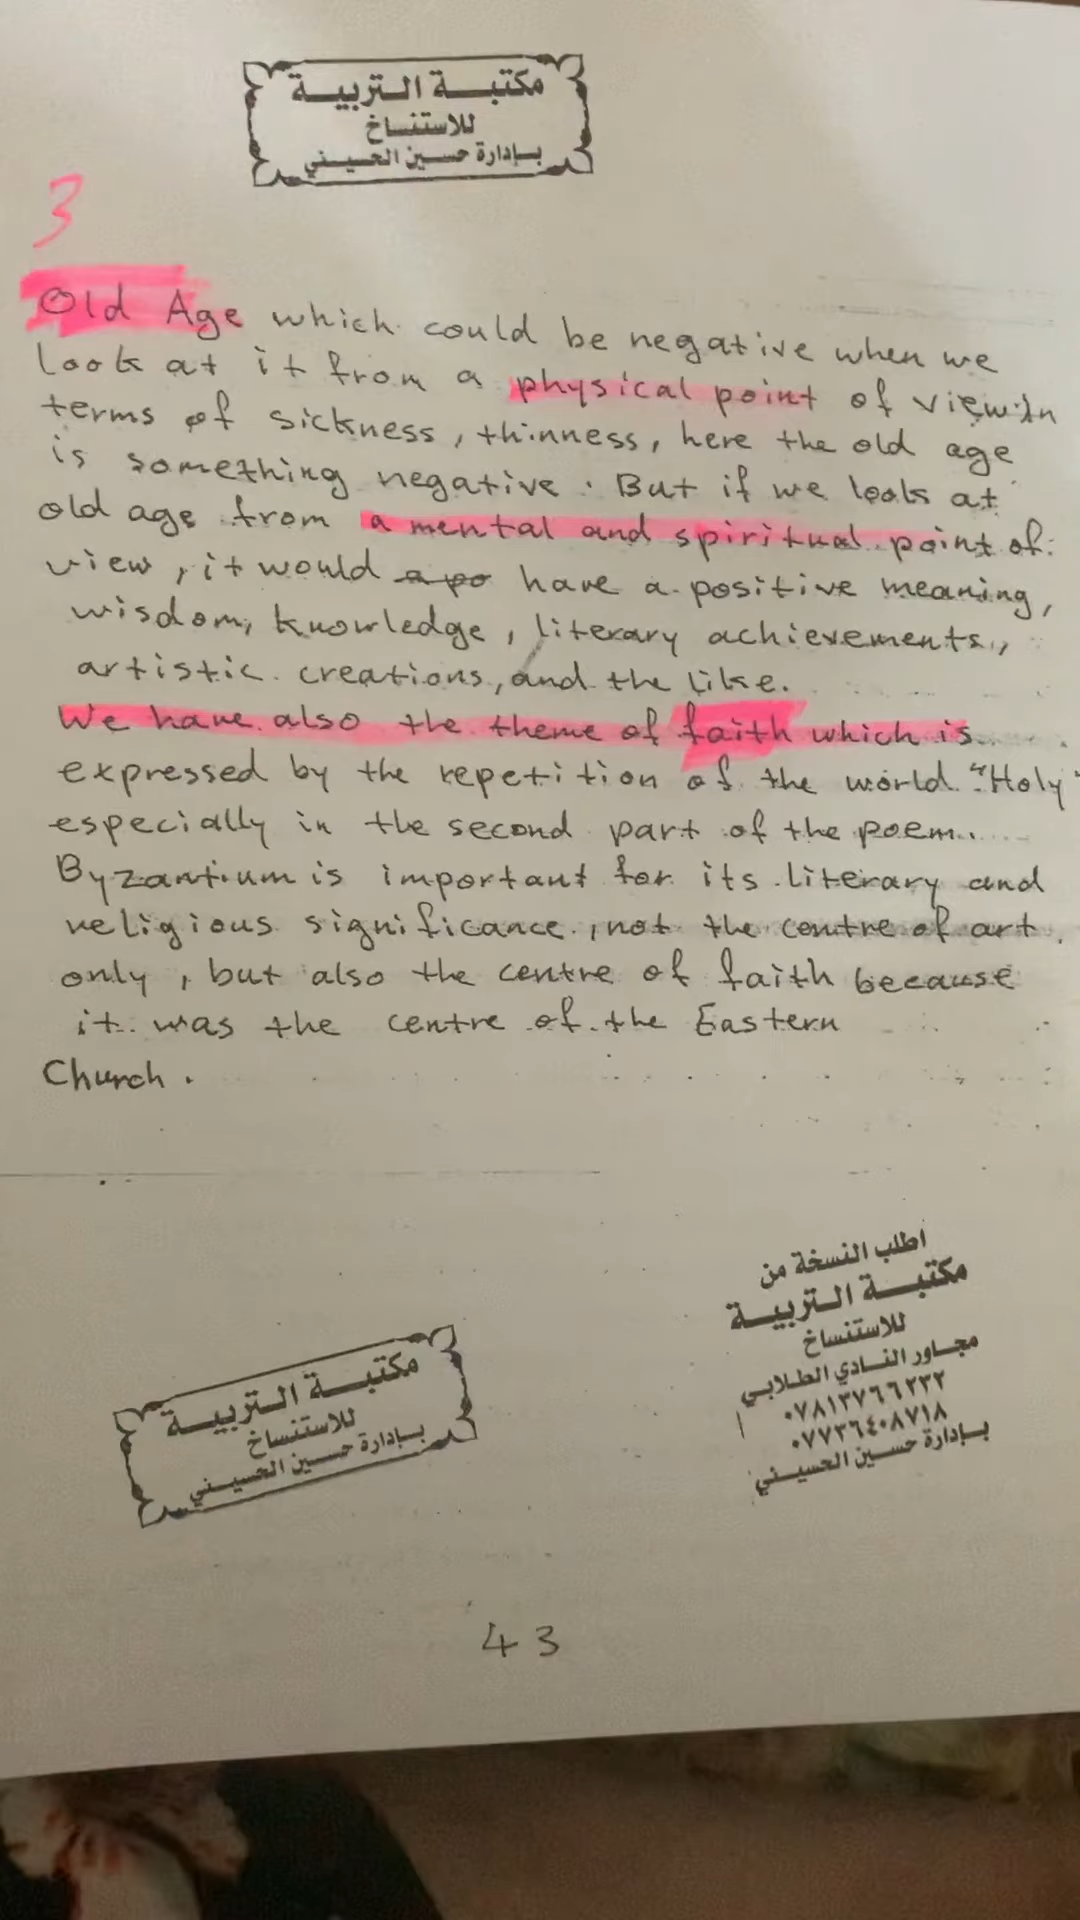 مكتبة التربية
للاستنساخ
بإدارة حسين الحسيني
3
Old Age which could be negative when we
look at it from a physical point of view in
terms of sickness, thinness, here the old age
is something negative. But if we look at
old age from a mental and spiritual point of
view, it would a po have a positive meaning,
wisdom, knowledge, literary achievements,
artistic creations, and the like.
We have also the theme of faith which is
expressed by the repetition of the world "Holy"
especially in the second part of the poem.
Byzantium is important for its literary and
religious significance, not the centre of art
only, but also the centre of faith because
it was the centre of the Eastern
Church.
اطلب النسخة من
مكتبة التربية
للاستنساخ
مجاور النادي الطلابي
٠٧٨١٣٧٦٦٢٣٢
٠٧٧٣٦٤٠٨٧١٨
بإدارة حسين الحسيني
مكتبة التربية
للاستنساخ
بإدارة حسين الحسيني
43